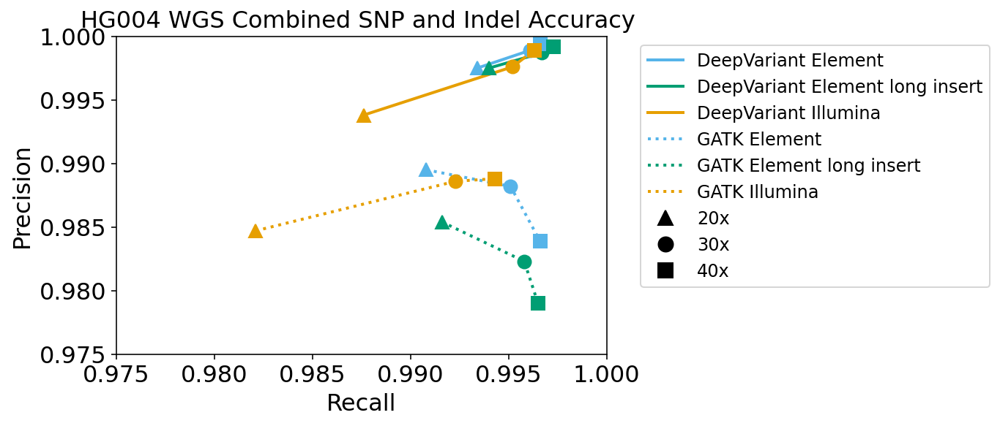 HG004 WGS Combined SNP and Indel Accuracy
1.000
0.995
0.990
0.985
0.980
0.975
Precision
0.975 0.980 0.985 0.990 0.995 1.000
Recall
DeepVariant Element
DeepVariant Element long insert
DeepVariant Illumina
GATK Element
GATK Element long insert
GATK Illumina
20x
30x
40x